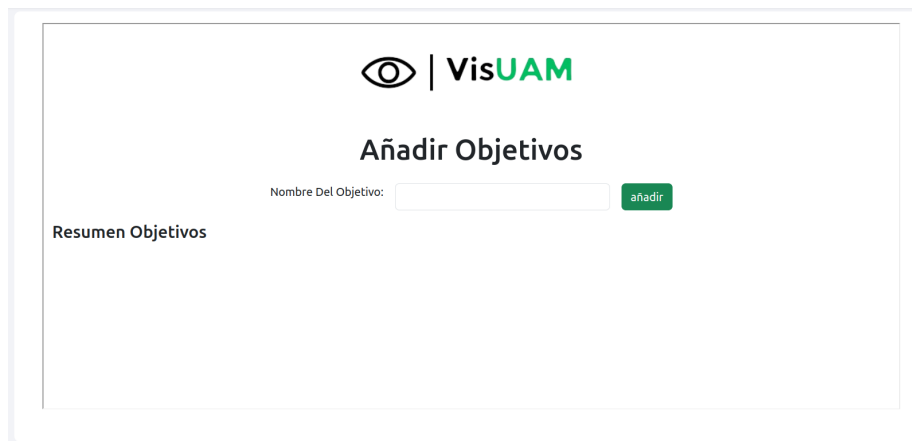 VisUAM
Añadir Objetivos
Nombre Del Objetivo:
añadir
Resumen Objetivos